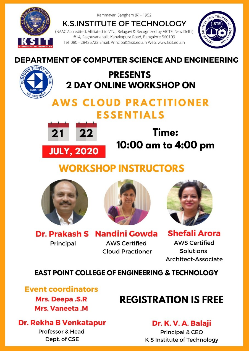 K.S.INSTITUTE OF TECHNOLOGY
KSIT
DEPARTMENT OF COMPUTER SCIENCE AND ENGINEERING
PRESENTS
2 DAY ONLINE WORKSHOP ON
AWS CLOUD PRACTITIONER
ESSENTIALS
21 22
JULY, 2020
Time:
10:00 am to 4:00 pm
WORKSHOP INSTRUCTORS
Dr. Prakash S
Principal
Nandini Gowda
AWS Certified
Cloud Practioner
Shefali Arora
AWS Certified
Solutions
Architect-Associate
EAST POINT COLLEGE OF ENGINEERING & TECHNOLOGY
Event coordinators
Mrs. Deepa .S.R
Mrs. Vaneeta .M
REGISTRATION IS FREE
Dr. Rekha B Venkatapur
Professor & Head
Dept. of CSE
Dr. K. V. A. Balaji
Principal & CEO
K S Institute of Technology